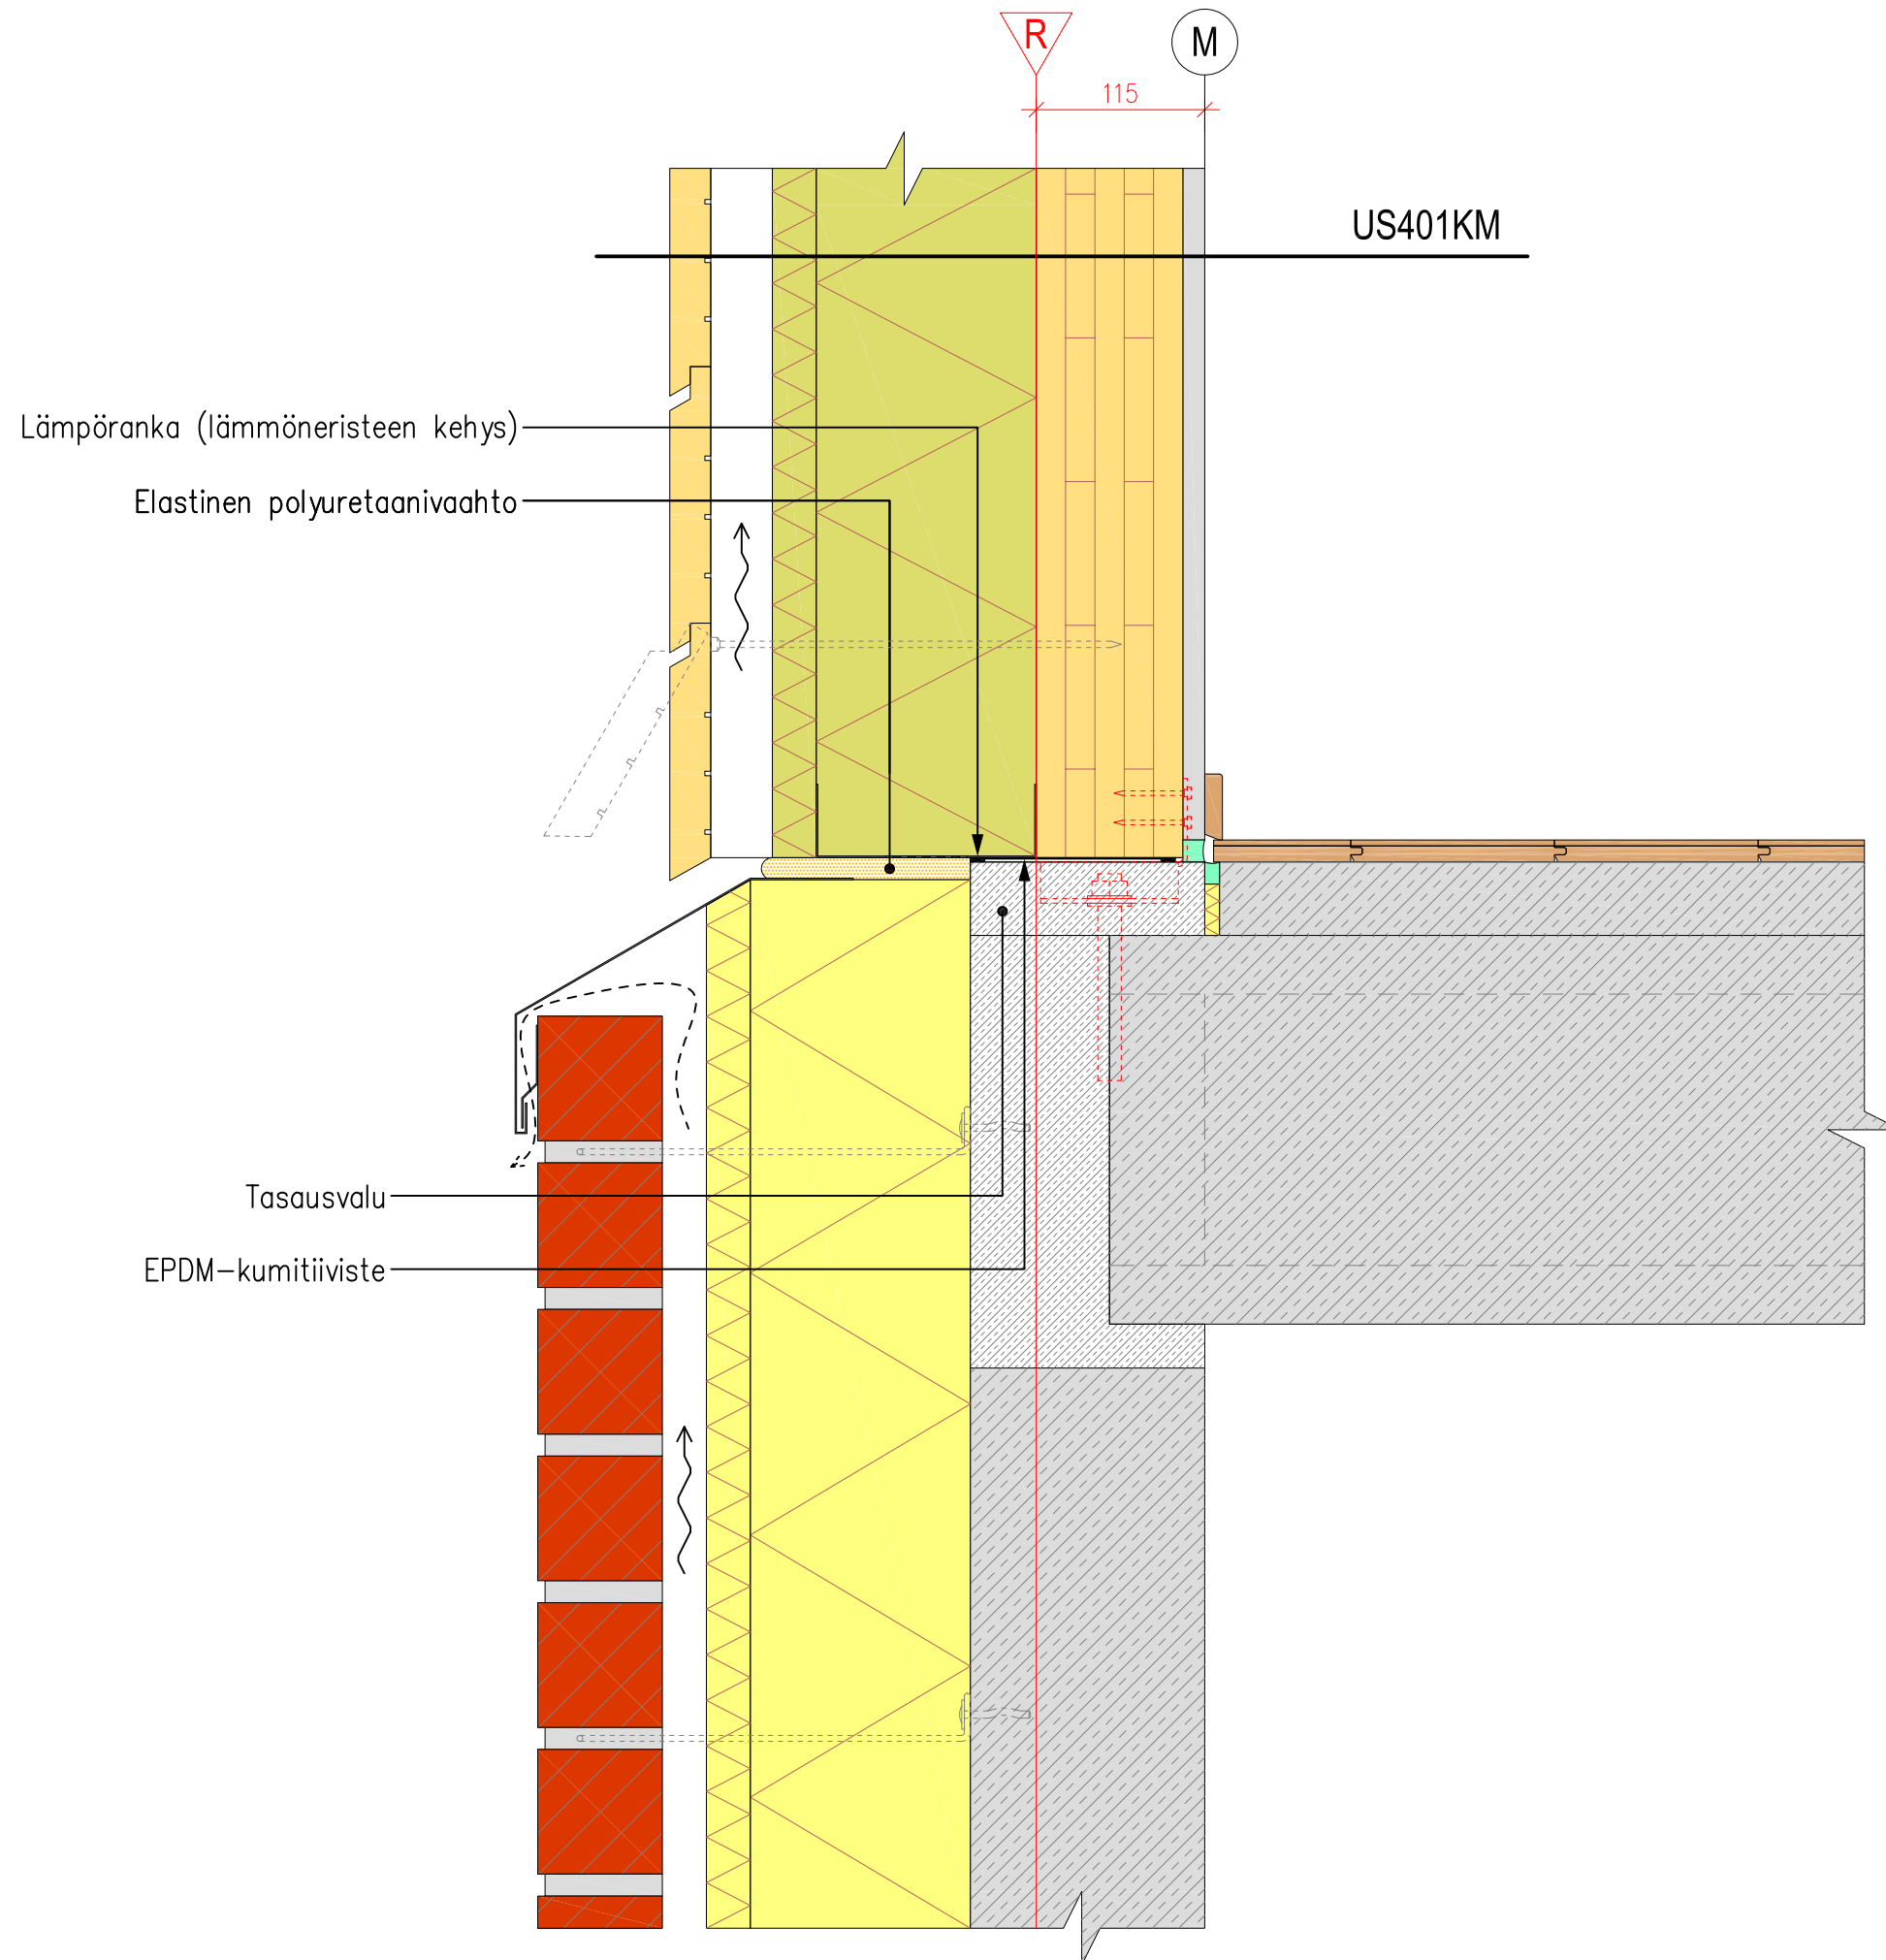 R
M
115
US401KM
Lämpöranka (lämmöneristeen kehys)
Elastinen polyuretaanivaahto
Tasausvalu
EPDM-kumitiiviste